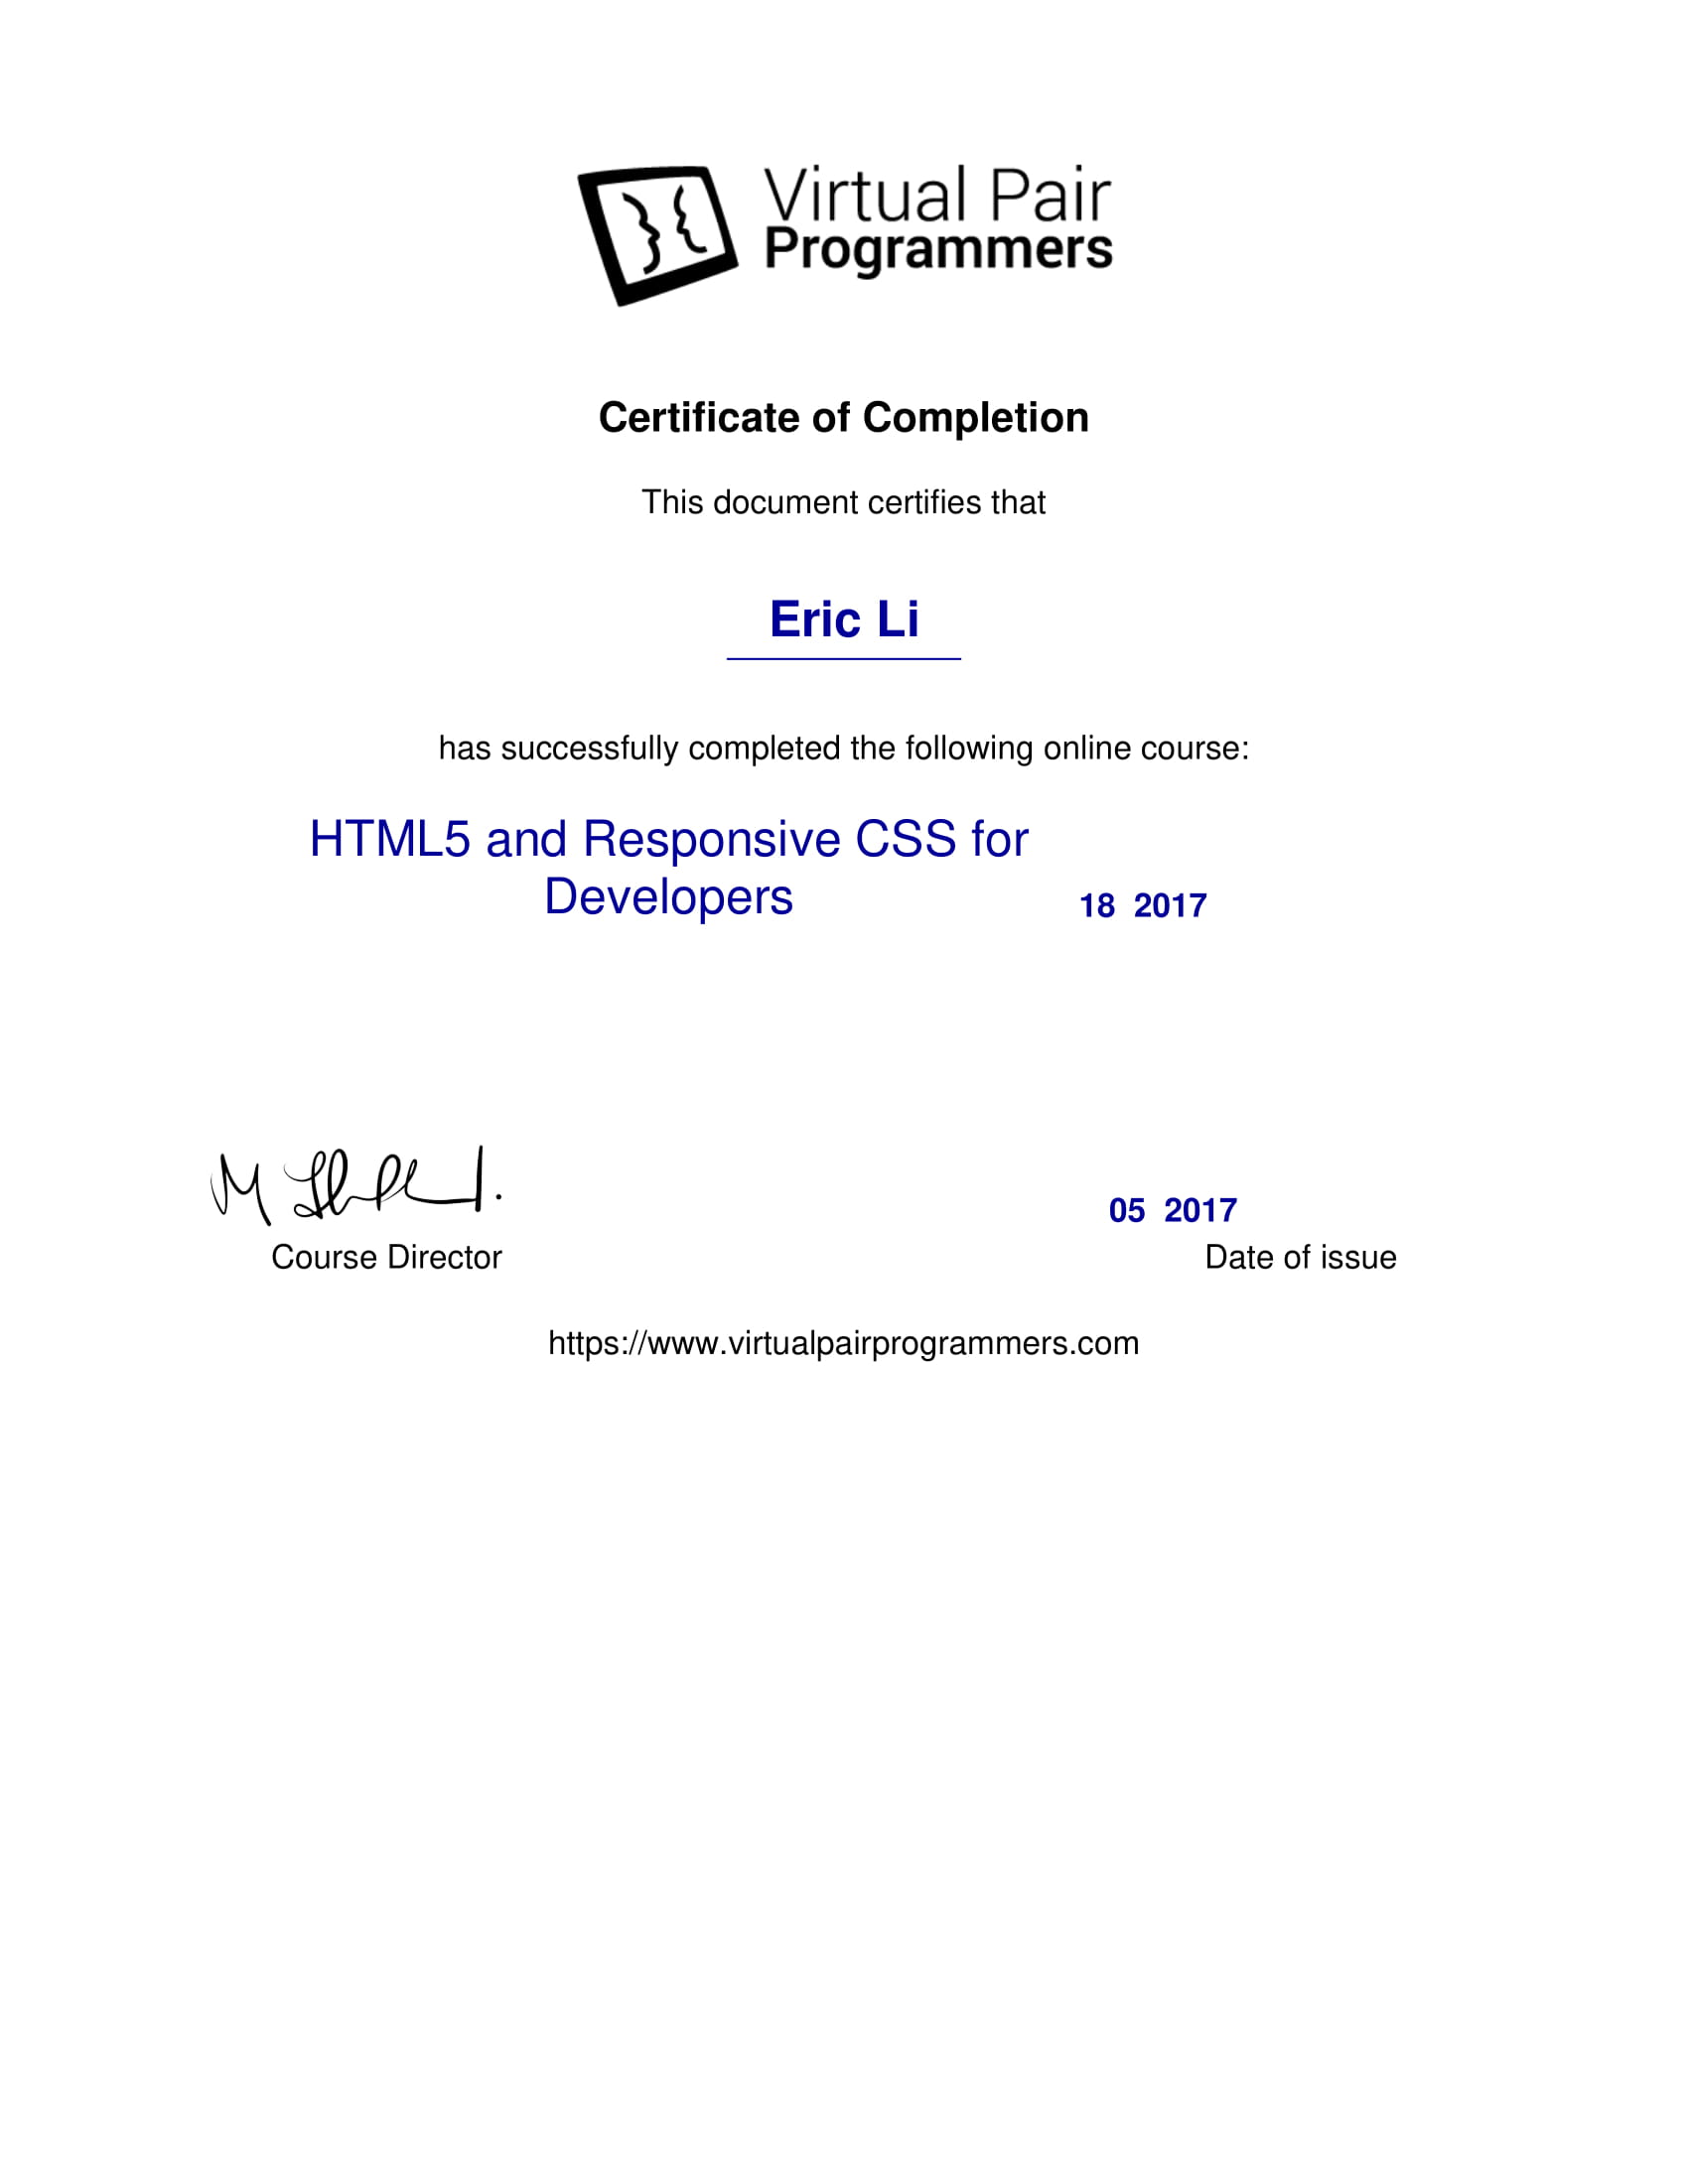 Virtual Pair
Programmers
Certificate of Completion
This document certifies that
Eric Li
has successfully completed the following online course:
HTML5 and Responsive CSS for
Developers 18 2017
05 2017
Course Director Date of issue
https://www.virtualpairprogrammers.com